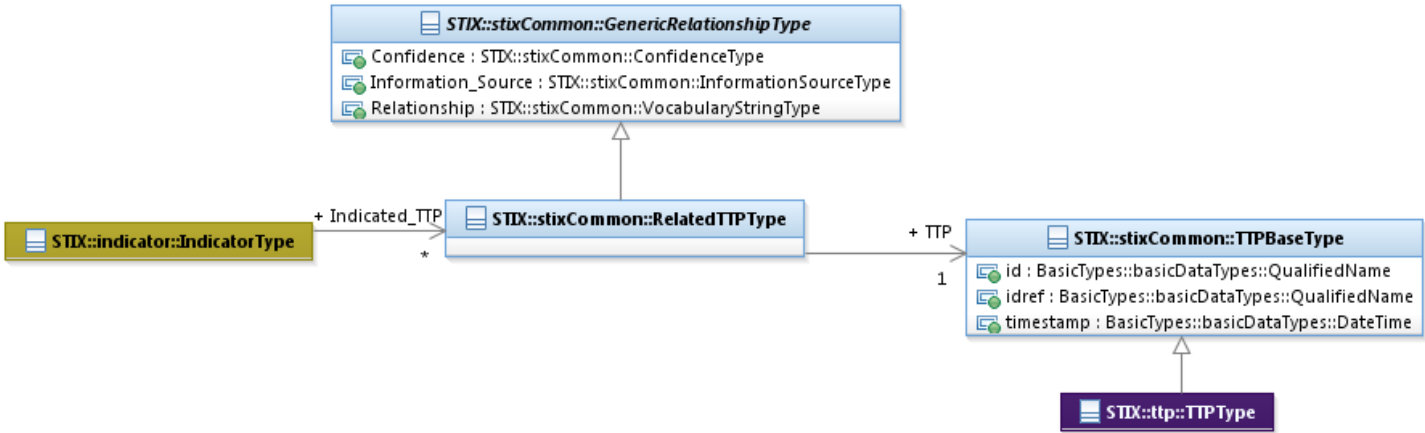 STIX::stixCommon::GenericRelationshipType
Confidence : STIX::stixCommon::ConfidenceType
Information_Source : STIX::stixCommon::InformationSourceType
Relationship : STIX::stixCommon::VocabularyStringType
+ Indicated_TTP
STIX::stixCommon::RelatedTTPType
STIX::indicator::IndicatorType
*
+ TTP
1
STIX::stixCommon::TTPBaseType
id : BasicTypes::basicDataTypes::QualifiedName
idref : BasicTypes::basicDataTypes::QualifiedName
timestamp : BasicTypes::basicDataTypes::DateTime
STIX::ttp::TTPType